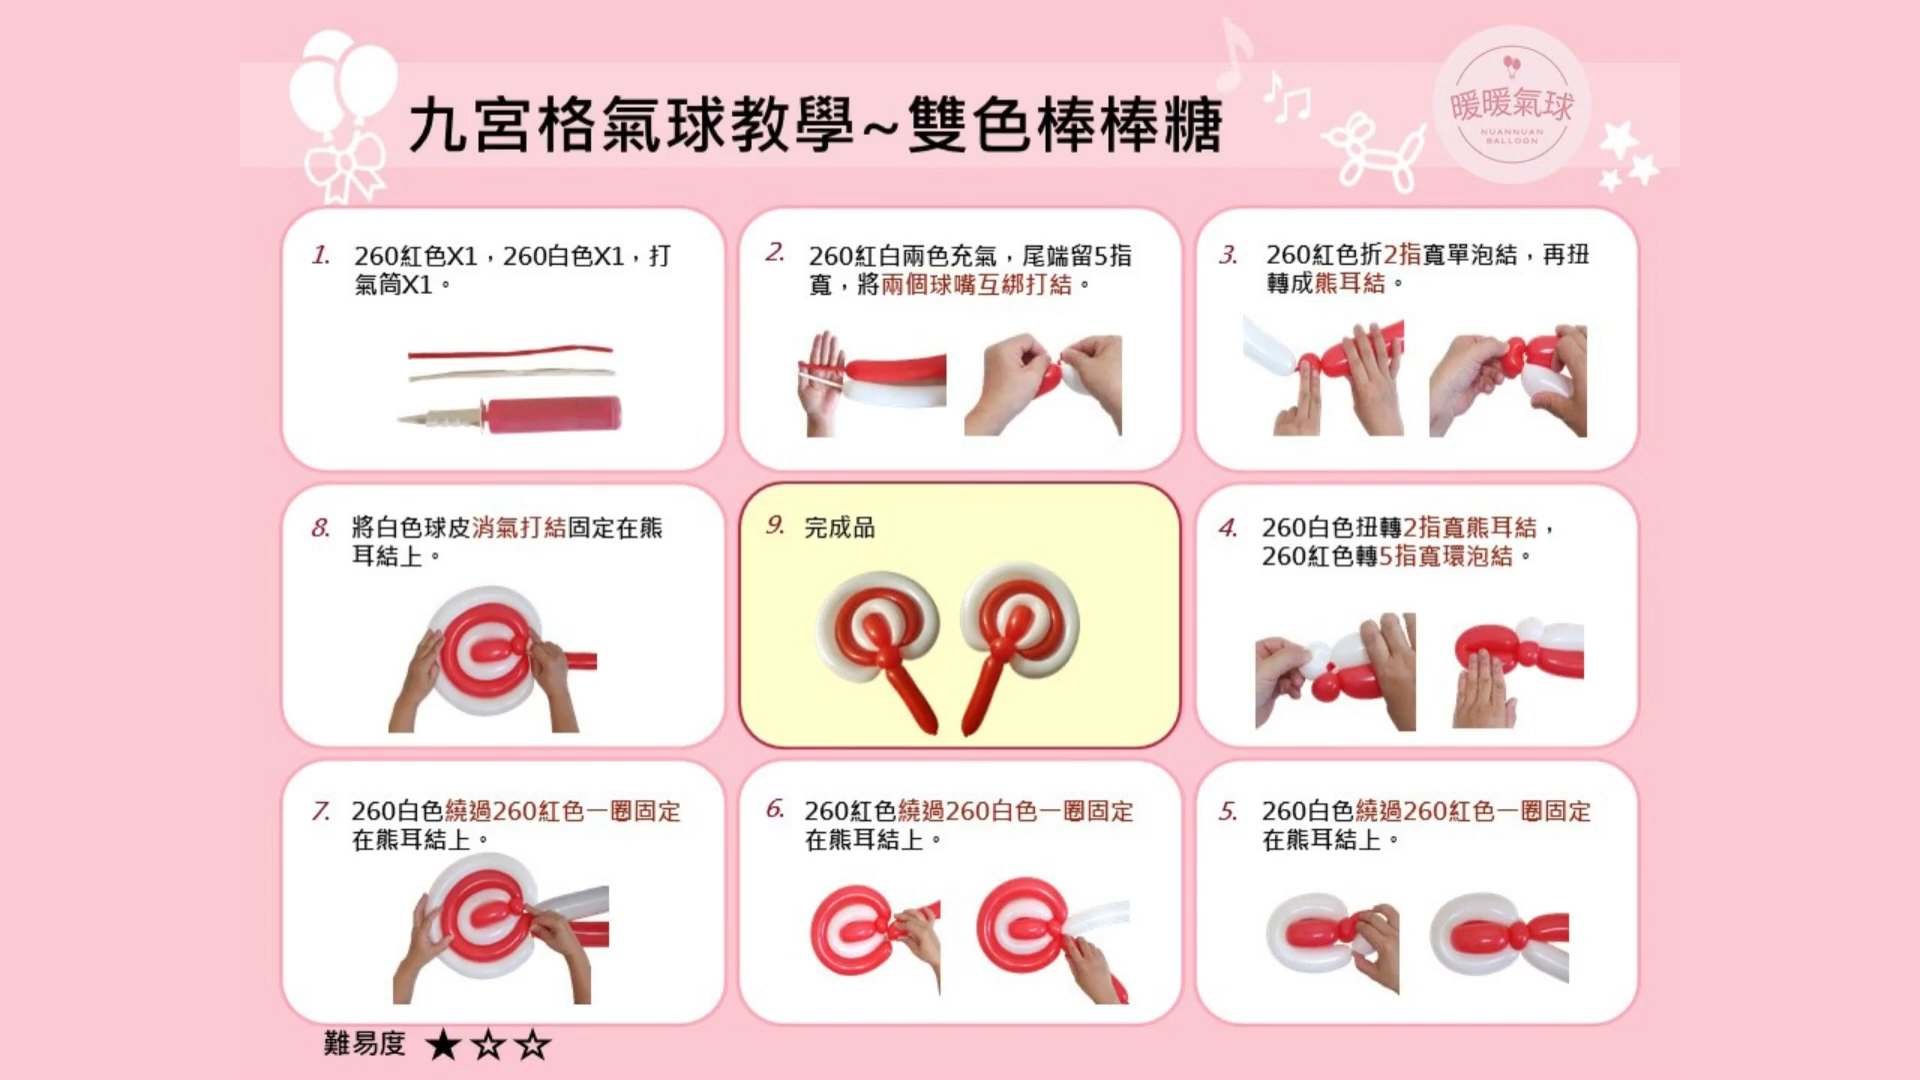 九宮格氣球教學~雙色棒棒糖
暖暖氣球
NUANNUAN
BALLOON
1. 260紅色X1，260白色X1，打
氣筒X1。
2. 260紅白兩色充氣，尾端留5指
寬，將兩個球嘴互綁打結。
3. 260紅色折2指寬單泡結，再扭
轉成熊耳結。
4. 260白色扭轉2指寬熊耳結，
260紅色轉5指寬環泡結。
5. 260白色繞過260紅色一圈固定
在熊耳結上。
6. 260紅色繞過260白色一圈固定
在熊耳結上。
7. 260白色繞過260紅色一圈固定
在熊耳結上。
8. 將白色球皮消氣打結固定在熊
耳結上。
9. 完成品
難易度 ★☆☆